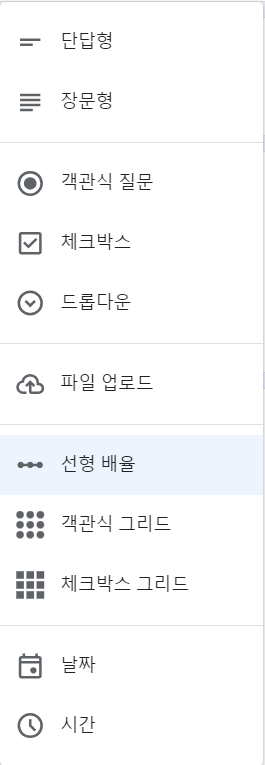 단답형
장문형
객관식 질문
체크박스
드롭다운
파일 업로드
선형 배율
객관식 그리드
체크박스 그리드
날짜
시간